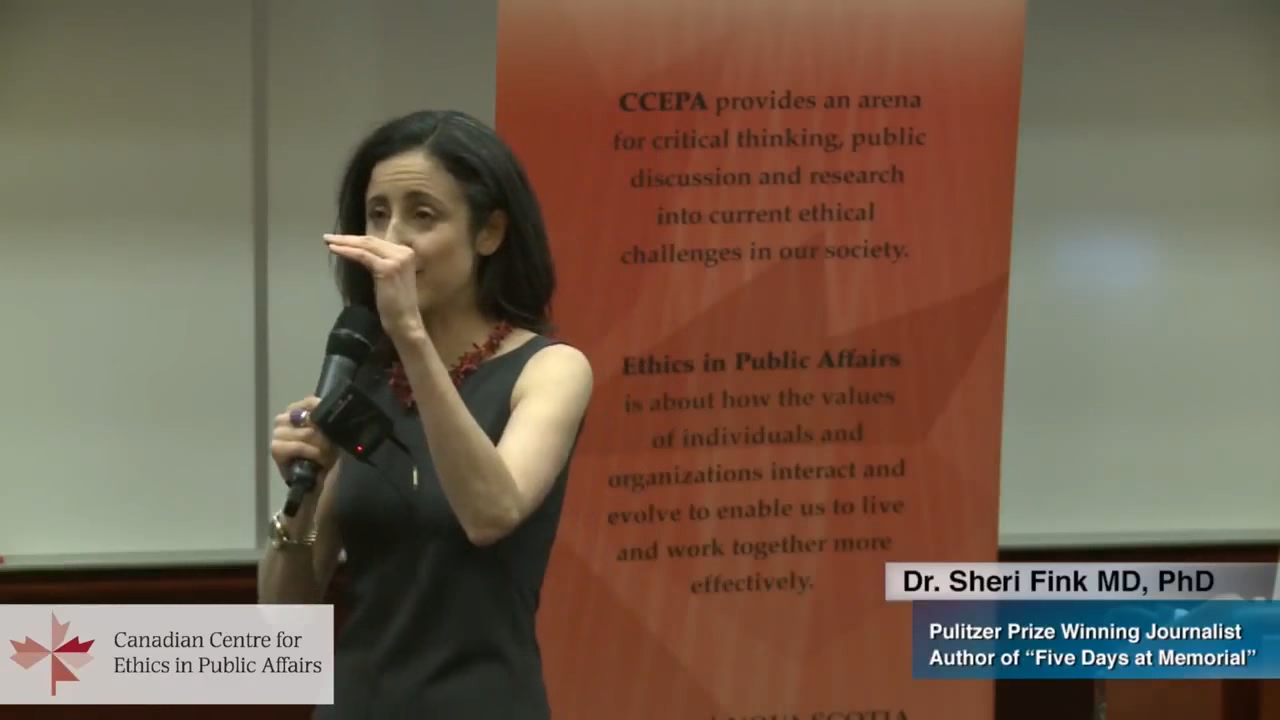 CCEPA provides an arena
for critical thinking, public
discussion and research
into current ethical
challenges in our society.
Ethics in Public Affairs
is about how the values
of individuals and
organizations interact and
evolve to enable us to live
and work together more
effectively.
NOVA SCOTIA
Dr. Sheri Fink MD, PhD
Pulitzer Prize Winning Journalist
Author of “Five Days at Memorial”
Canadian Centre for
Ethics in Public Affairs